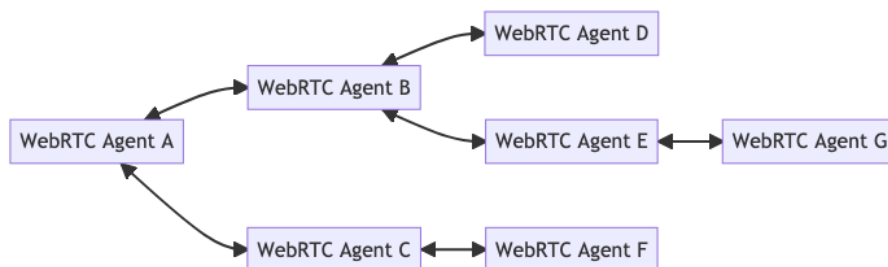 WebRTC Agent D
WebRTC Agent B
WebRTC Agent A
WebRTC Agent E
WebRTC Agent G
WebRTC Agent C
WebRTC Agent F